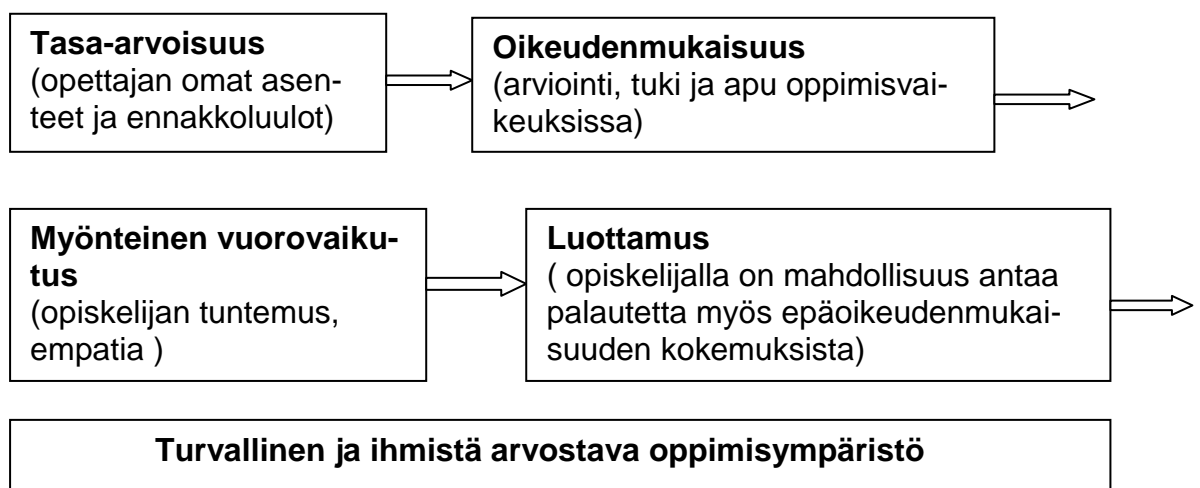 Tasa-arvoisuus
(opettajan omat asen-
teet ja ennakkoluulot)
Oikeudenmukaisuus
(arviointi, tuki ja apu oppimisvai-
keuksissa)
Myönteinen vuorovaiku-
tus
(opiskelijan tuntemus,
empatia )
Luottamus
( opiskelijalla on mahdollisuus antaa
palautetta myös epäoikeudenmukai-
suuden kokemuksista)
Turvallinen ja ihmistä arvostava oppimisympäristö